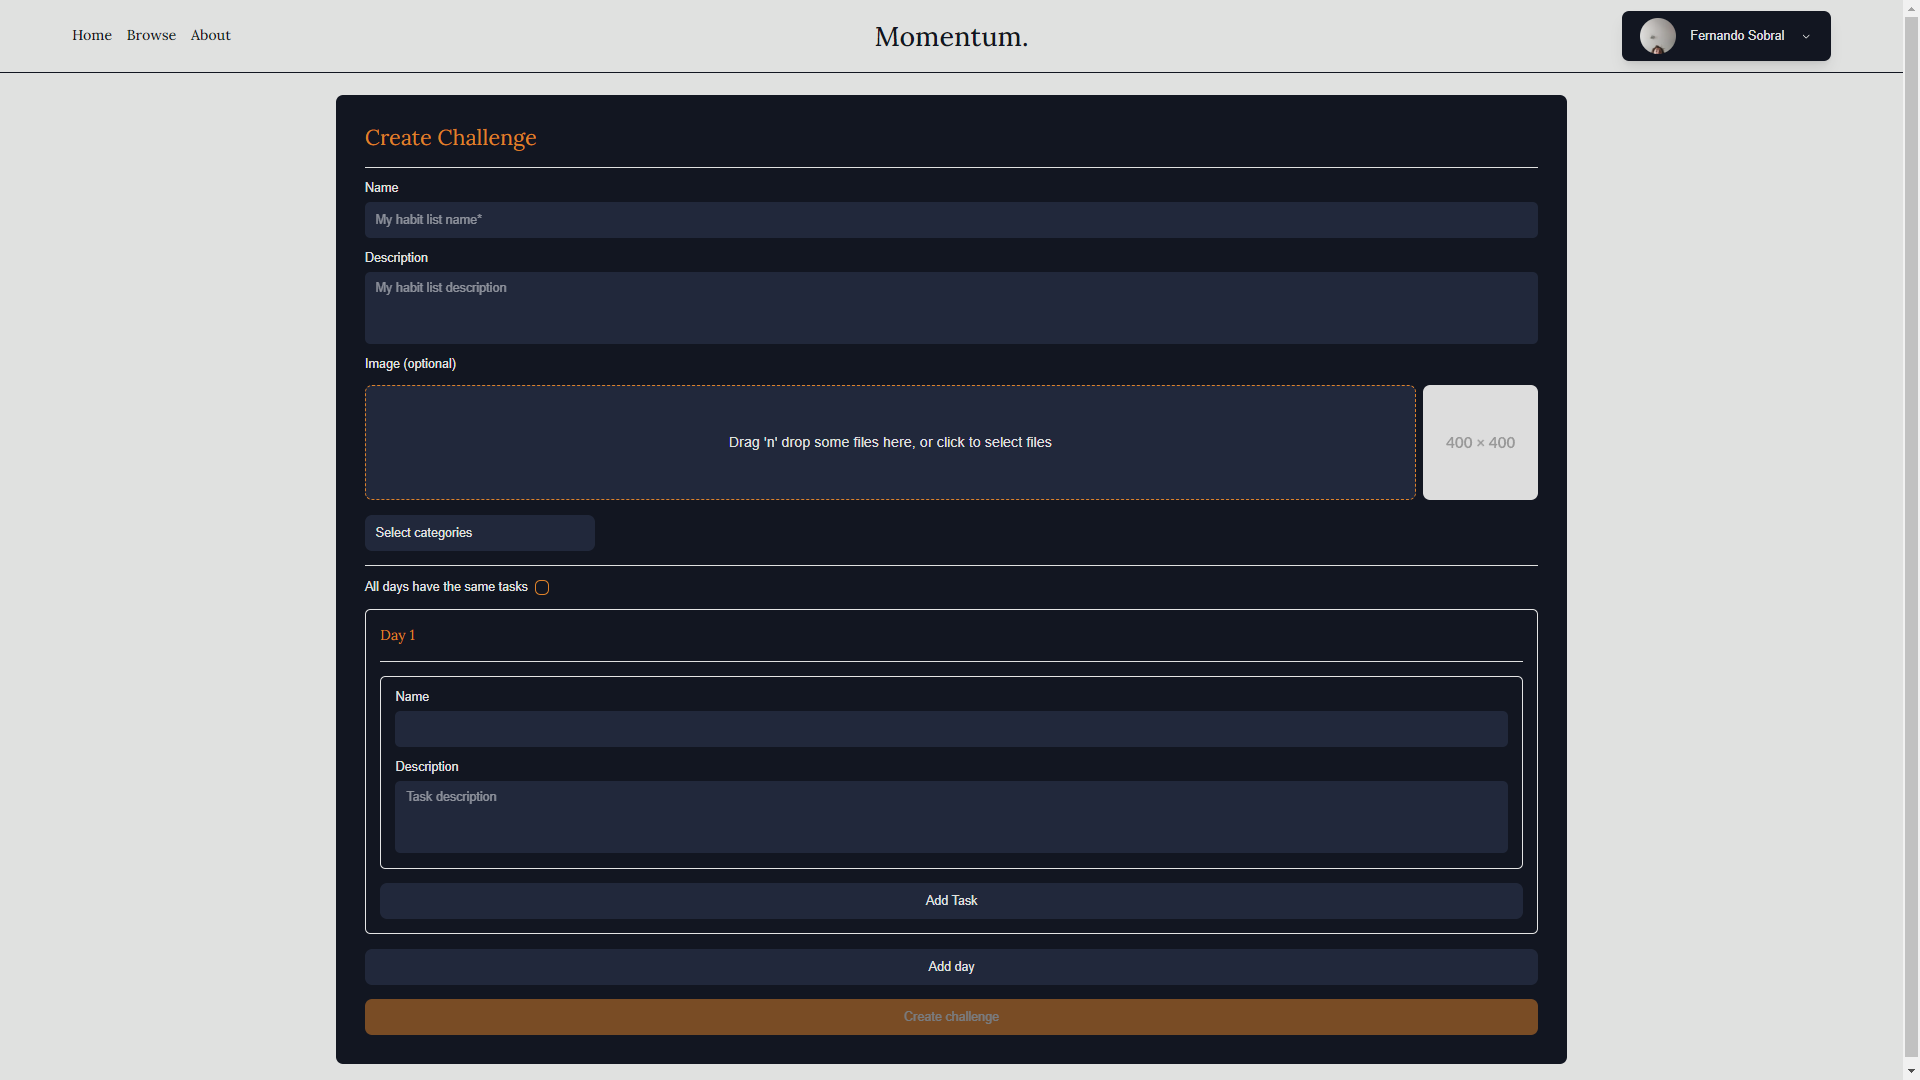 Home Browse About
Momentum.
Fernando Sobral
Create Challenge
Name
My habit list name*
Description
My habit list description
Image (optional)
Drag 'n' drop some files here, or click to select files
400 × 400
Select categories
All days have the same tasks
Day 1
Name
Description
Task description
Add Task
Add day
Create challenge